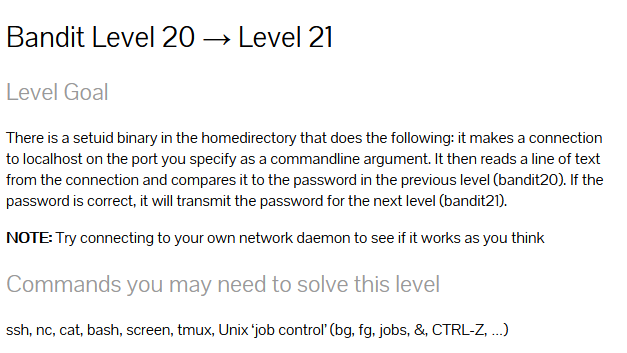 Bandit Level 20 → Level 21
Level Goal
There is a setuid binary in the homedirectory that does the following: it makes a connection
to localhost on the port you specify as a commandline argument. It then reads a line of text
from the connection and compares it to the password in the previous level (bandit20). If the
password is correct, it will transmit the password for the next level (bandit21).
NOTE: Try connecting to your own network daemon to see if it works as you think
Commands you may need to solve this level
ssh, nc, cat, bash, screen, tmux, Unix ‘job control’ (bg, fg, jobs, &, CTRL-Z, …)